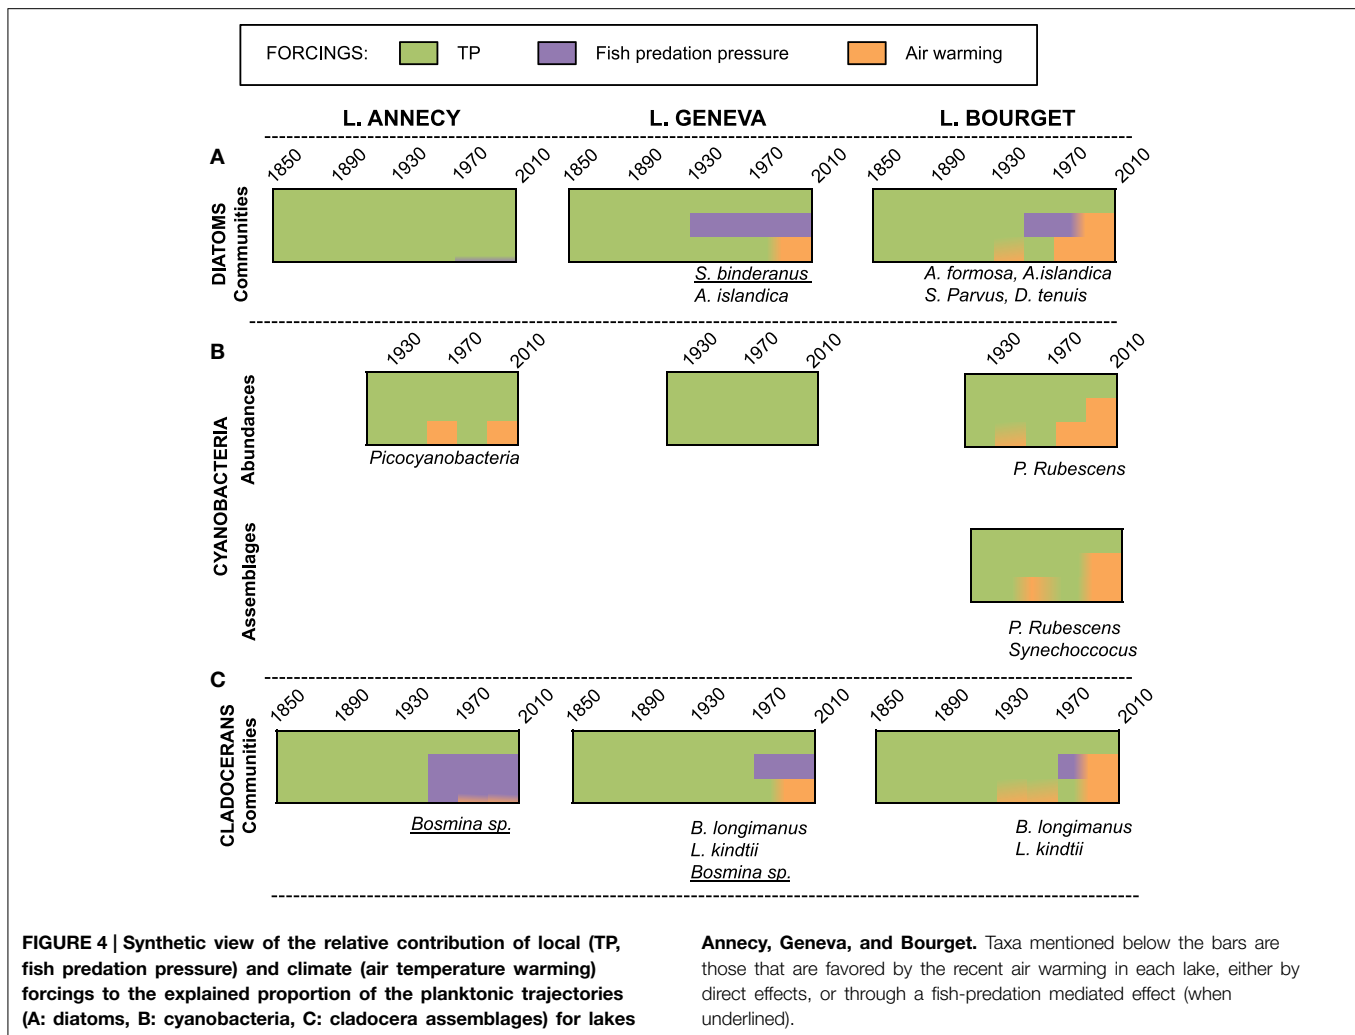 FORCINGS: TP Fish predation pressure Air warming
L. ANNECY L. GENEVA L. BOURGET
A
1850 1890 1930 1970 2010 1850 1890 1930 1970 2010 1850 1890 1930 1970 2010
DIATOMS
Communities
S. binderanus
A. islandica
A. formosa, A.islandica
S. Parvus, D. tenuis
B
1930 1970 2010 1930 1970 2010 1930 1970 2010
CYANOBACTERIA
Abundances
Picocyanobacteria
P. Rubescens
Assemblages
P. Rubescens
Synechoccocus
C
1850 1890 1930 1970 2010 1850 1890 1930 1970 2010 1850 1890 1930 1970 2010
CLADOCERANS
Communities
Bosmina sp.
B. longimanus
L. kindtii
Bosmina sp.
B. longimanus
L. kindtii
FIGURE 4 | Synthetic view of the relative contribution of local (TP,
fish predation pressure) and climate (air temperature warming)
forcings to the explained proportion of the planktonic trajectories
(A: diatoms, B: cyanobacteria, C: cladocera assemblages) for lakes
Annecy, Geneva, and Bourget. Taxa mentioned below the bars are
those that are favored by the recent air warming in each lake, either by
direct effects, or through a fish-predation mediated effect (when
underlined).